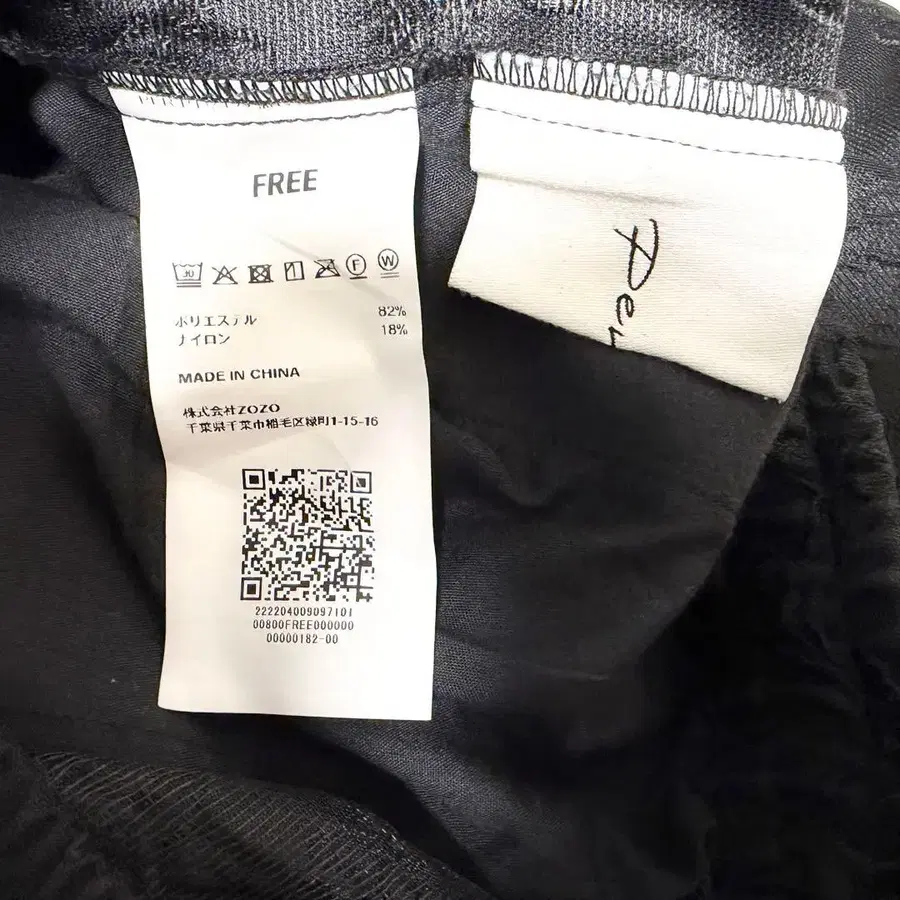 FREE
ポリエステル 82%
ナイロン 18%
MADE IN CHINA
株式会社ZOZO
千葉県千葉市稲毛区緑町1-15-16
222204009097101
00800FREE000000
00000182-00